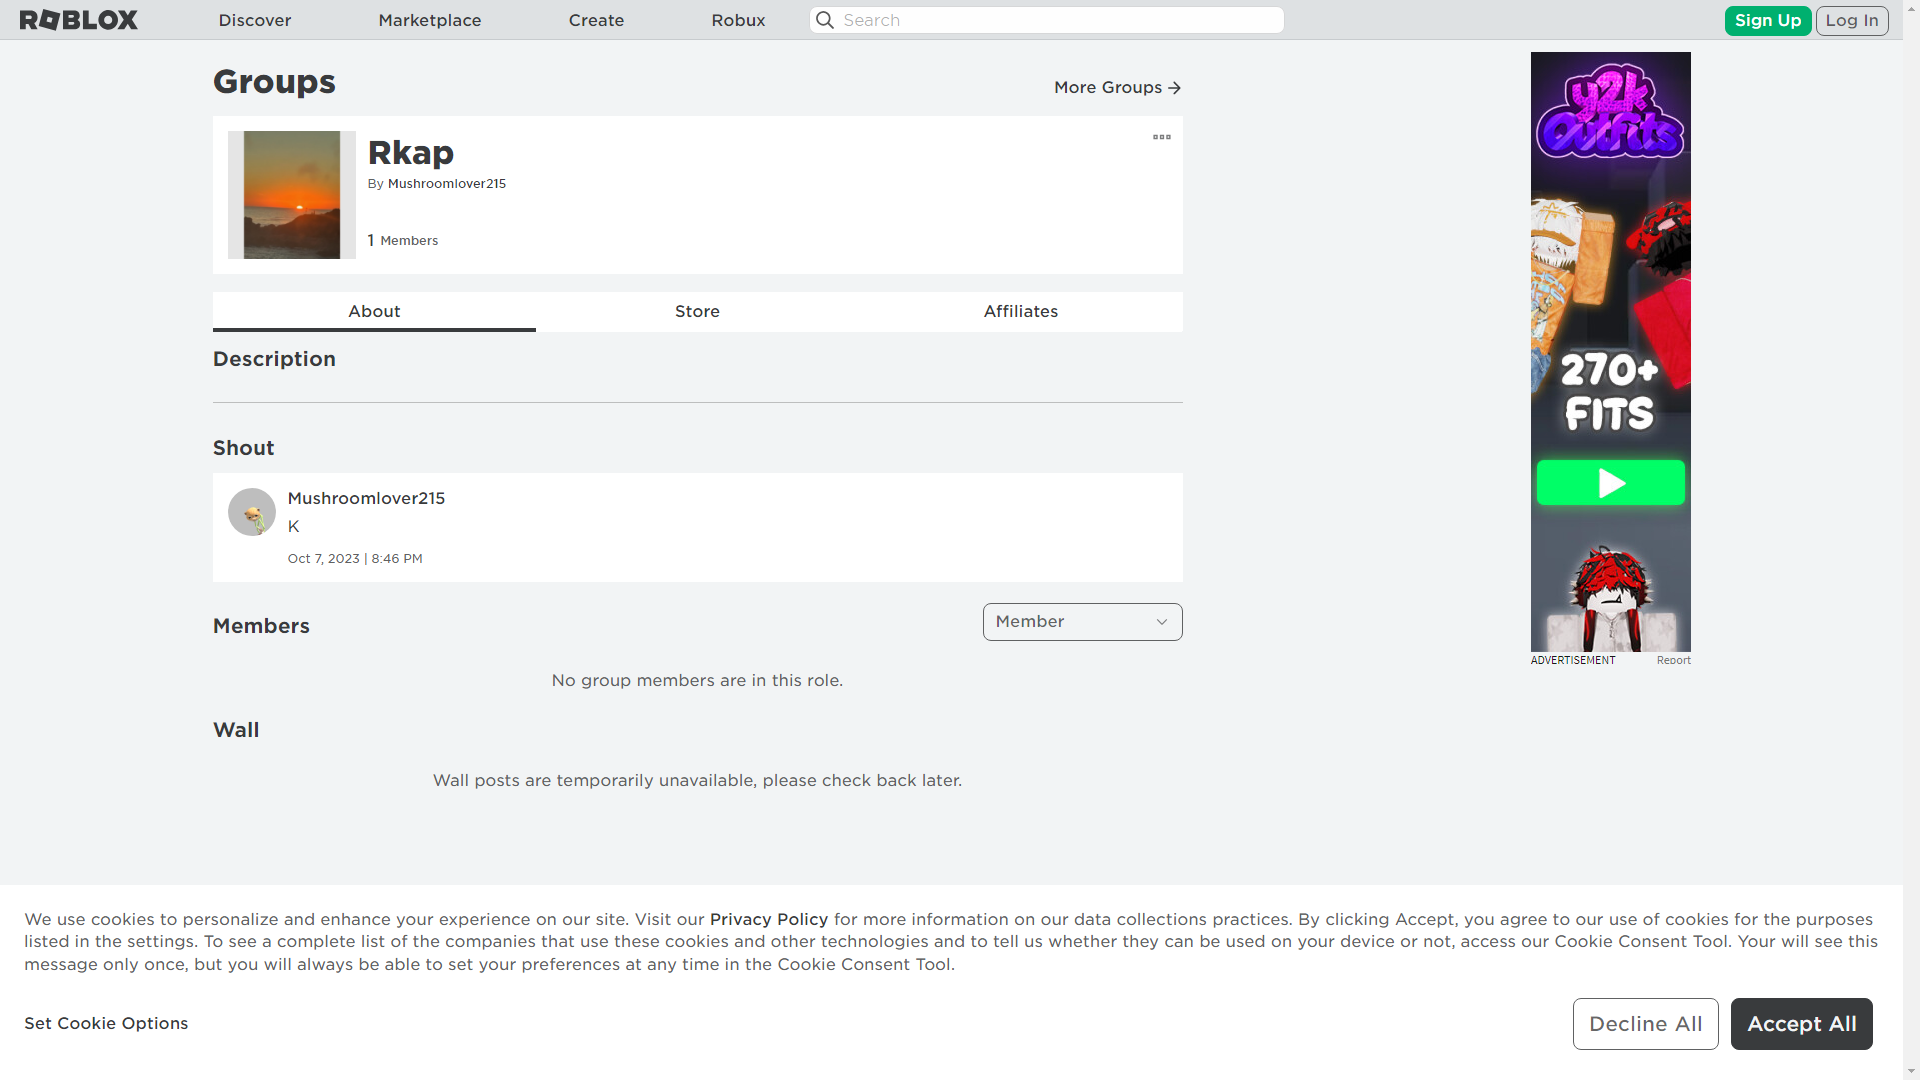 ROBLOX
Discover
Marketplace
Create
Robux
Search
Sign Up
Log In
Groups
More Groups
Rkap
By Mushroomlover215
1 Members
About
Store
Affiliates
Description
Shout
Mushroomlover215
K
Oct 7, 2023 | 8:46 PM
Members
Member
No group members are in this role.
Wall
Wall posts are temporarily unavailable, please check back later.
y2k
Outfits
270+
FITS
ADVERTISEMENT
Report
We use cookies to personalize and enhance your experience on our site. Visit our Privacy Policy for more information on our data collections practices. By clicking Accept, you agree to our use of cookies for the purposes
listed in the settings. To see a complete list of the companies that use these cookies and other technologies and to tell us whether they can be used on your device or not, access our Cookie Consent Tool. Your will see this
message only once, but you will always be able to set your preferences at any time in the Cookie Consent Tool.
Set Cookie Options
Decline All
Accept All